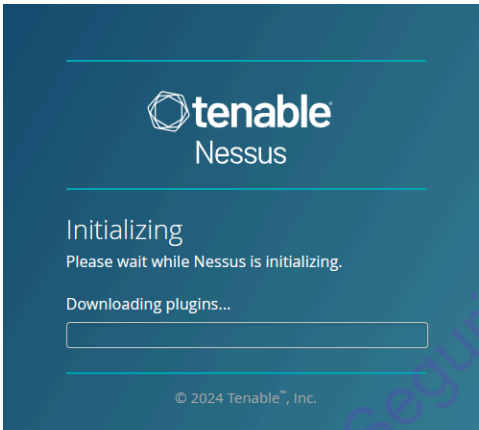 tenable
Nessus
Initializing
Please wait while Nessus is initializing.
Downloading plugins...
© 2024 Tenable™, Inc.